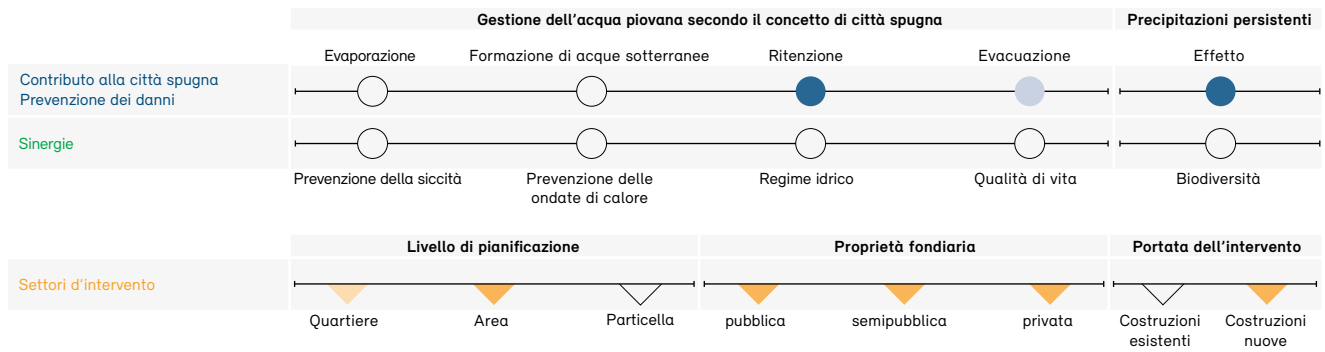 Gestione dell'acqua piovana secondo il concetto di città spugna
Precipitazioni persistenti
Evaporazione
Formazione di acque sotterranee
Ritenzione
Evacuazione
Effetto
Contributo alla città spugna
Prevenzione dei danni
Sinergie
Prevenzione della siccità
Prevenzione delle
ondate di calore
Regime idrico
Qualità di vita
Biodiversità
Livello di pianificazione
Proprietà fondiaria
Portata dell'intervento
Settori d'intervento
Quartiere
Area
Particella
pubblica
semipubblica
privata
Costruzioni
esistenti
Costruzioni
nuove